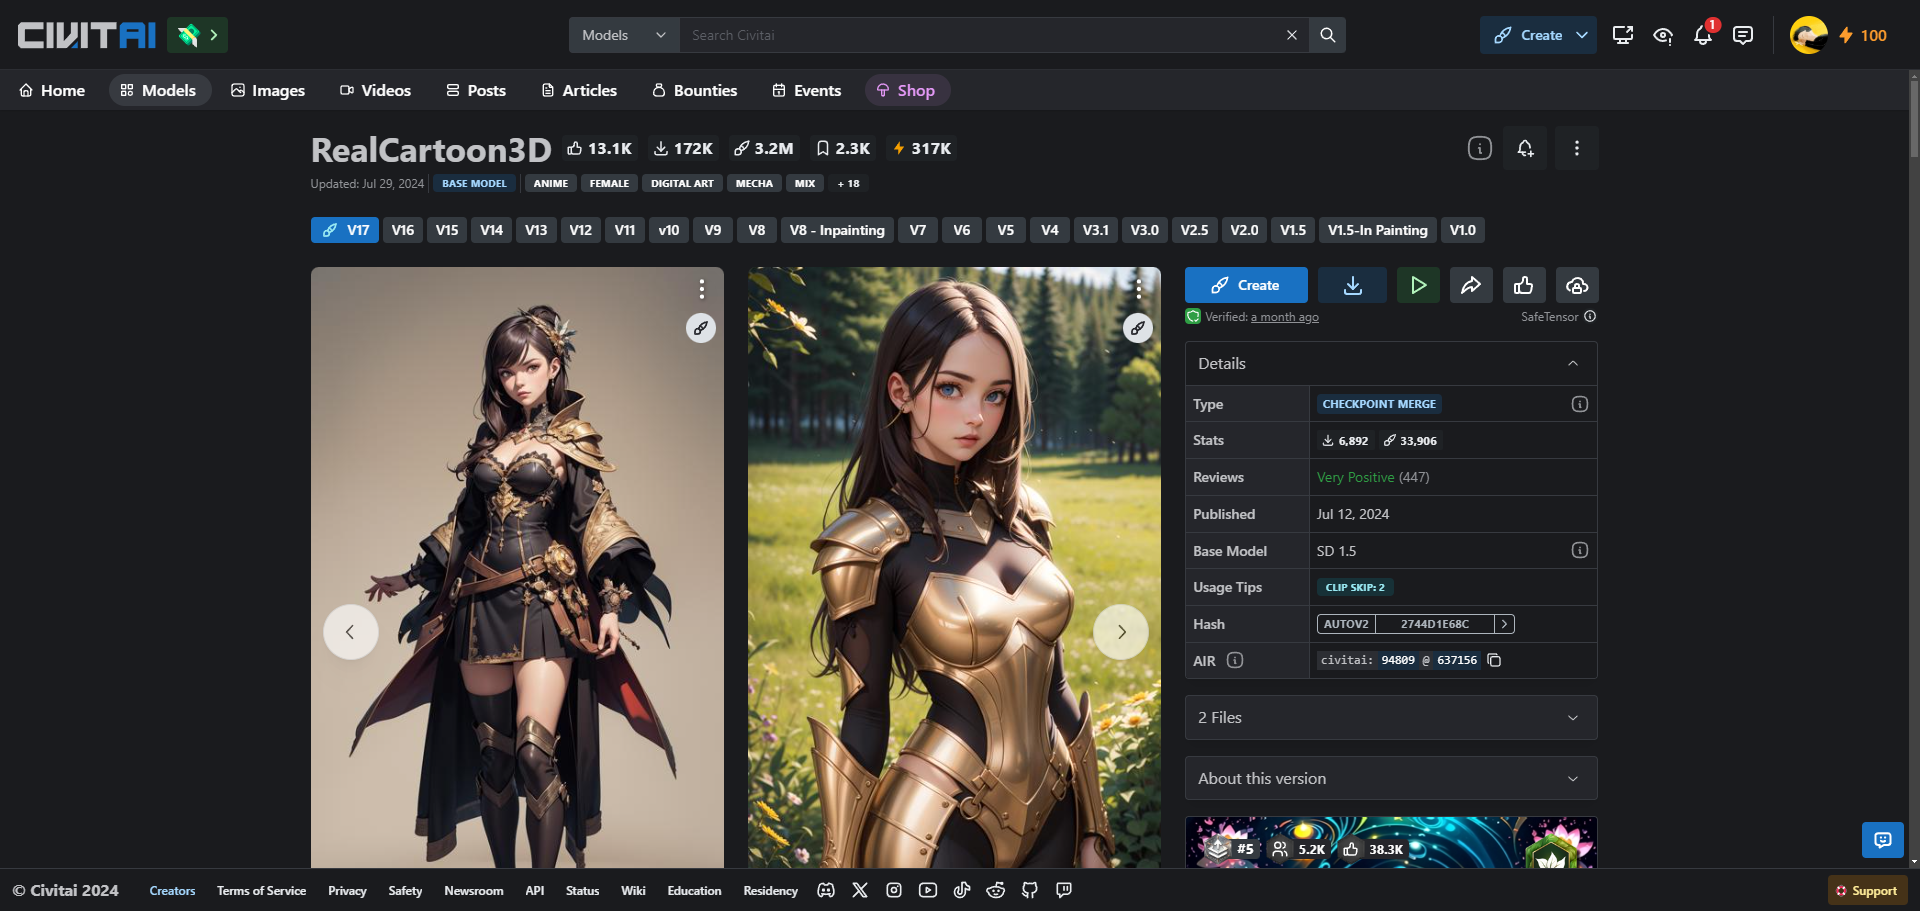 CIVITAI
Models
Search Civitai
Create
1
100
Home
Models
Images
Videos
Posts
Articles
Bounties
Events
Shop
RealCartoon3D
13.1K
172K
3.2M
2.3K
317K
Updated: Jul 29, 2024
BASE MODEL
ANIME
FEMALE
DIGITAL ART
MECHA
MIX
+ 18
V17
V16
V15
V14
V13
V12
V11
v10
V9
V8
V8 - Inpainting
V7
V6
V5
V4
V3.1
V3.0
V2.5
V2.0
V1.5
V1.5-In Painting
V1.0
Create
Verified: a month ago
SafeTensor
Details
Type
CHECKPOINT MERGE
Stats
6,892
33,906
Reviews
Very Positive (447)
Published
Jul 12, 2024
Base Model
SD 1.5
Usage Tips
CLIP SKIP: 2
Hash
AUTOV2
2744D1E68C
AIR
civitai: 94809 @ 637156
2 Files
About this version
#5
5.2K
38.3K
© Civitai 2024
Creators
Terms of Service
Privacy
Safety
Newsroom
API
Status
Wiki
Education
Residency
Support